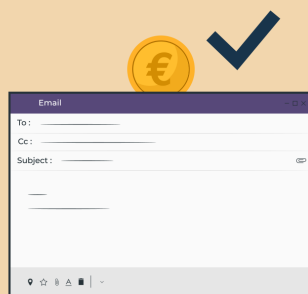 €
Email
To :
Cc :
Subject :
A